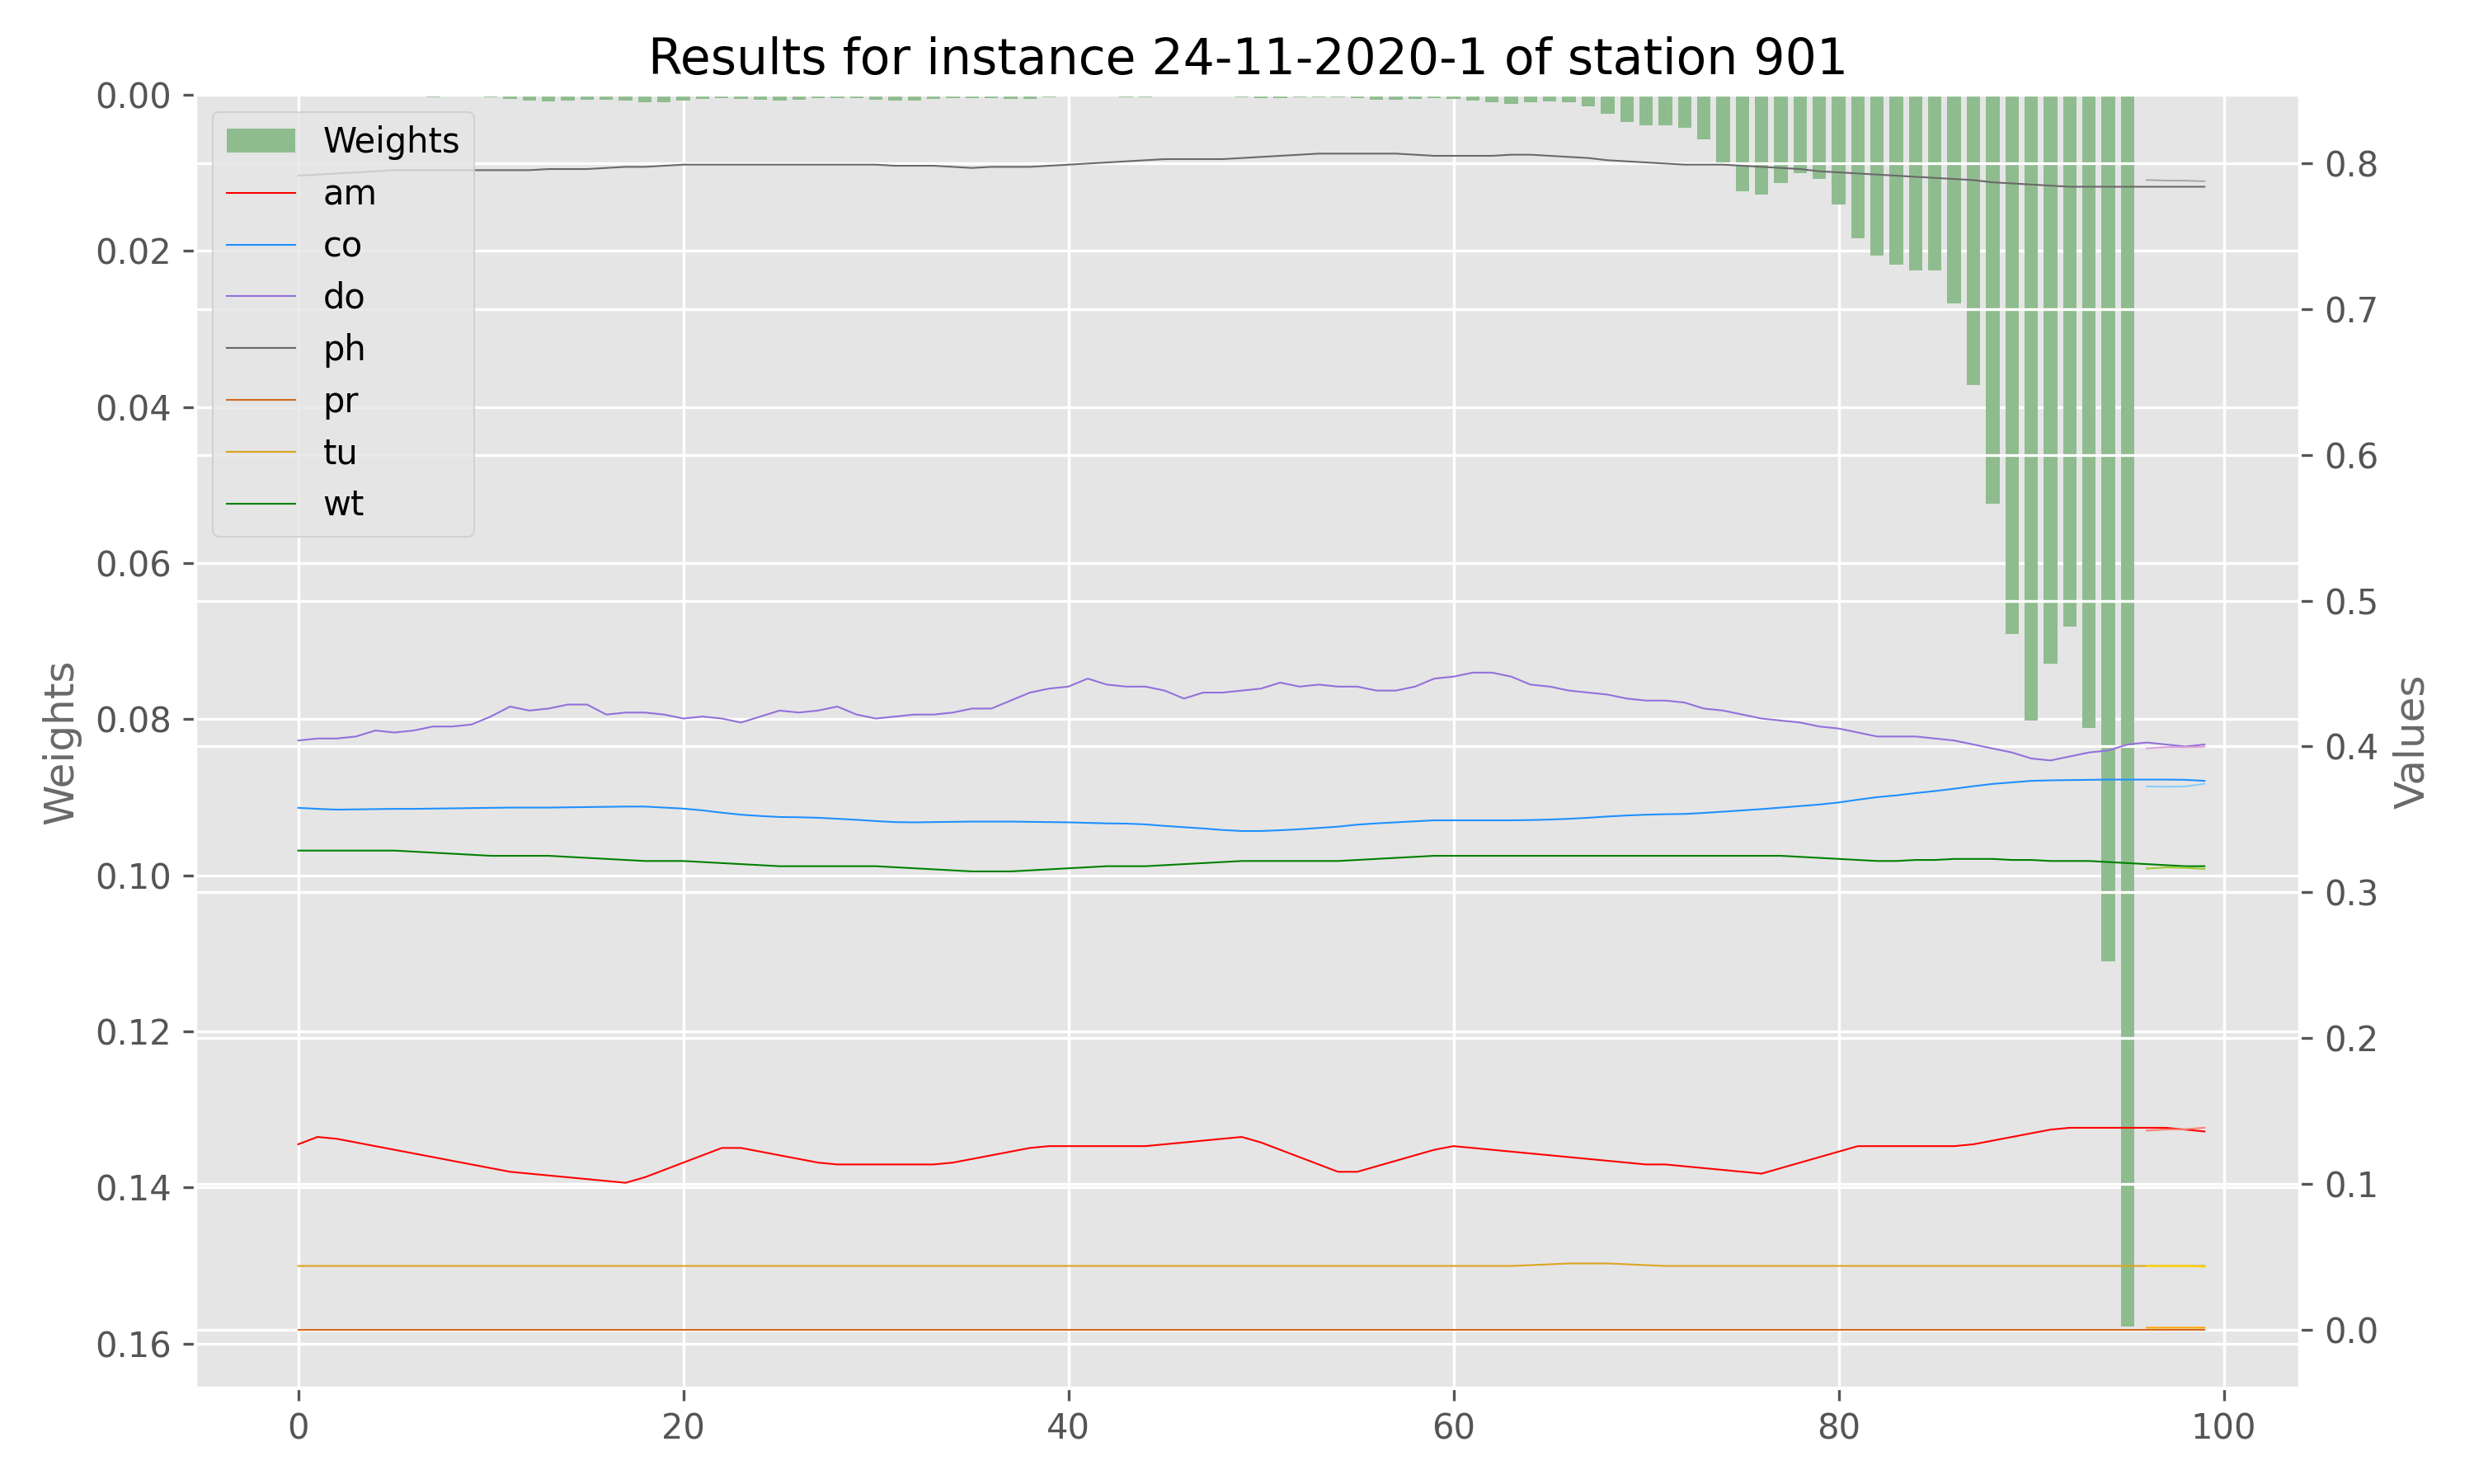 Results for instance 24-11-2020-1 of station 901
0.00
0.02
0.04
0.06
0.08
0.10
0.12
0.14
0.16
Weights
Weights
am
co
do
ph
pr
tu
wt
0.8
0.7
0.6
0.5
0.4
0.3
0.2
0.1
0.0
Values
0 20 40 60 80 100